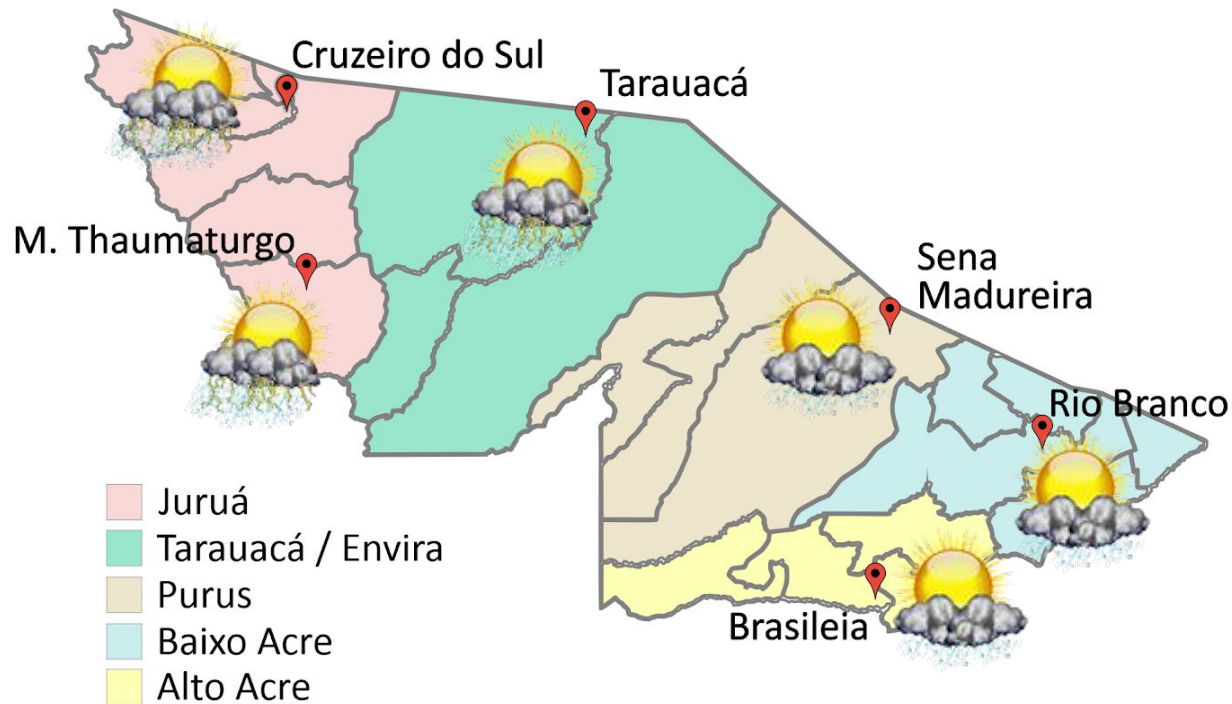 Cruzeiro do Sul
Tarauacá
M. Thaumaturgo
Sena
Madureira
Rio Branco
Brasileia
Juruá
Tarauacá / Envira
Purus
Baixo Acre
Alto Acre